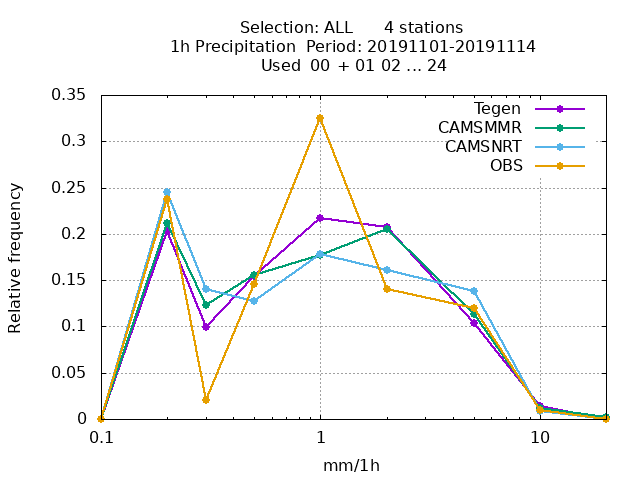 Selection: ALL 4 stations
1h Precipitation Period: 20191101-20191114
Used 00 + 01 02 ... 24
Tegen
CAMSMMR
CAMSNRT
OBS
0.35
0.3
0.25
0.2
0.15
0.1
0.05
0
Relative frequency
0.1 1 10
mm/1h